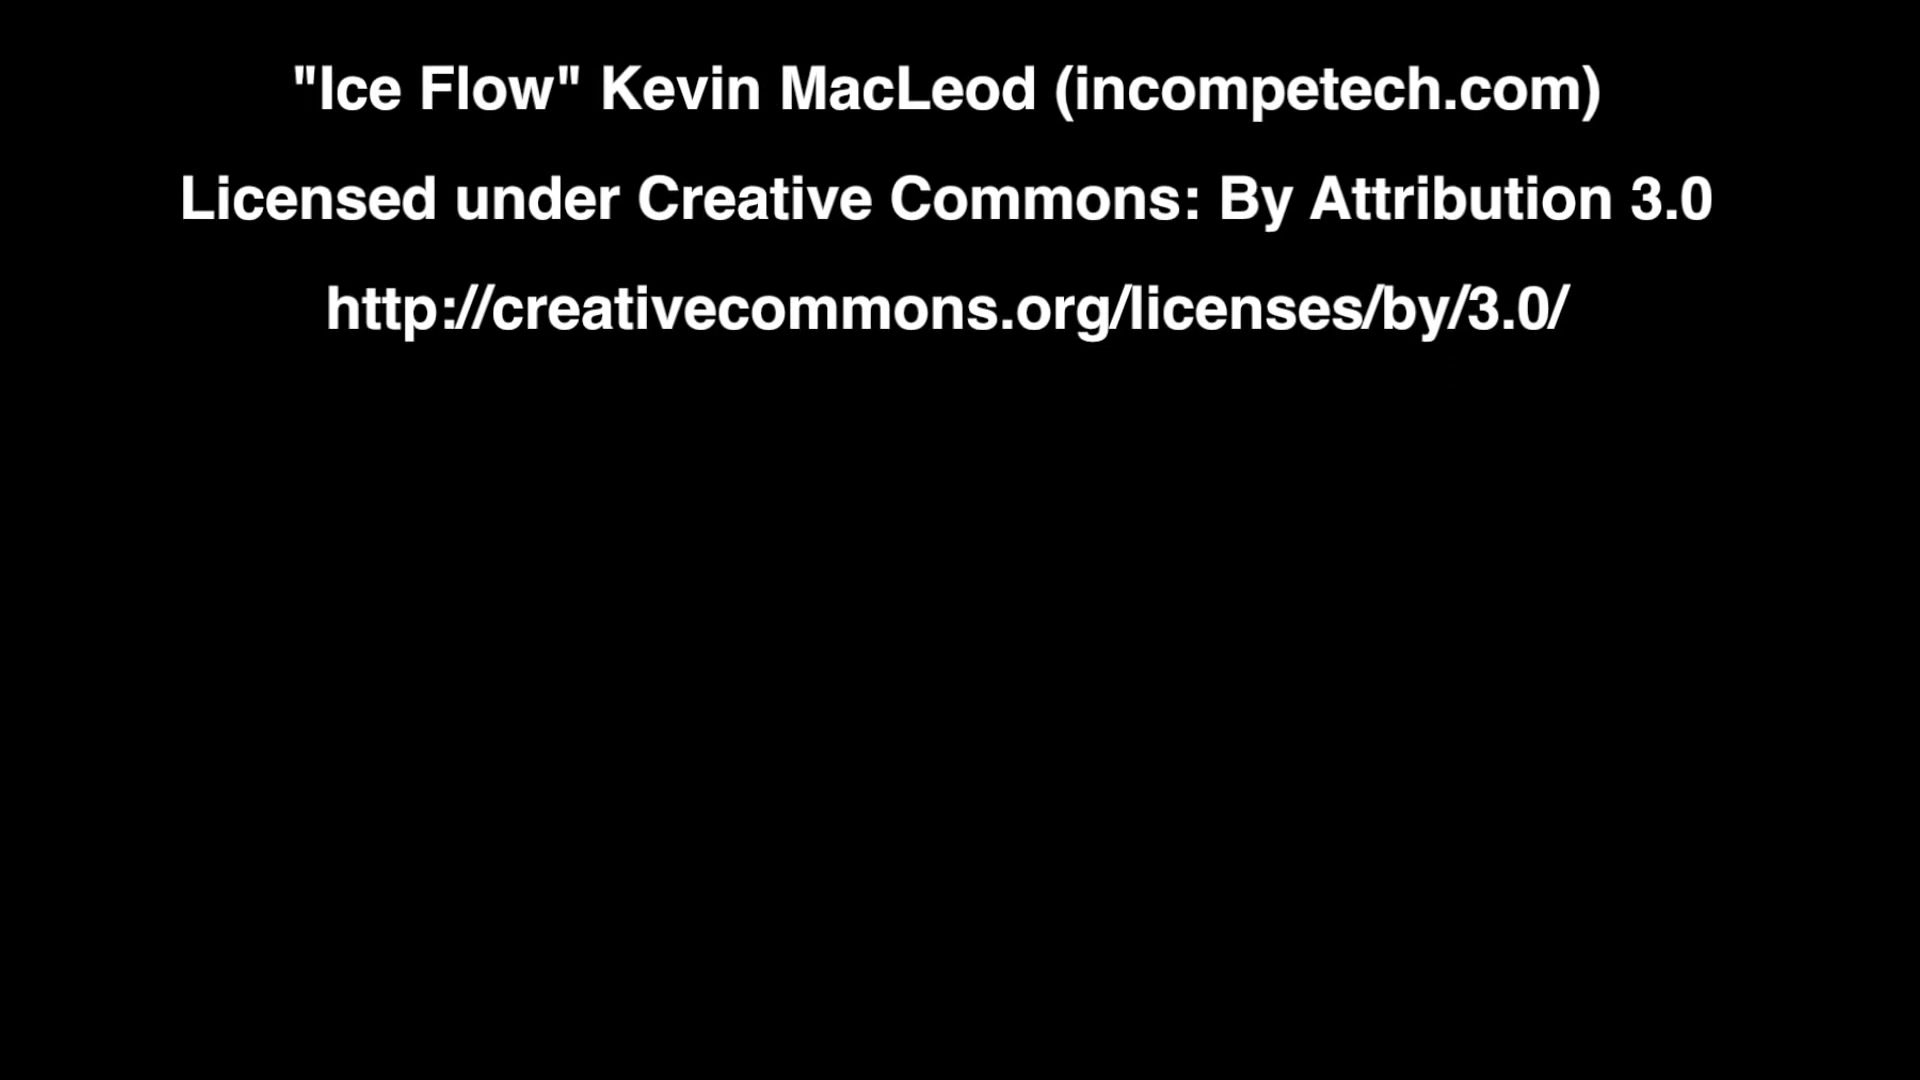 "Ice Flow" Kevin MacLeod (incompetech.com)
Licensed under Creative Commons: By Attribution 3.0
http://creativecommons.org/licenses/by/3.0/